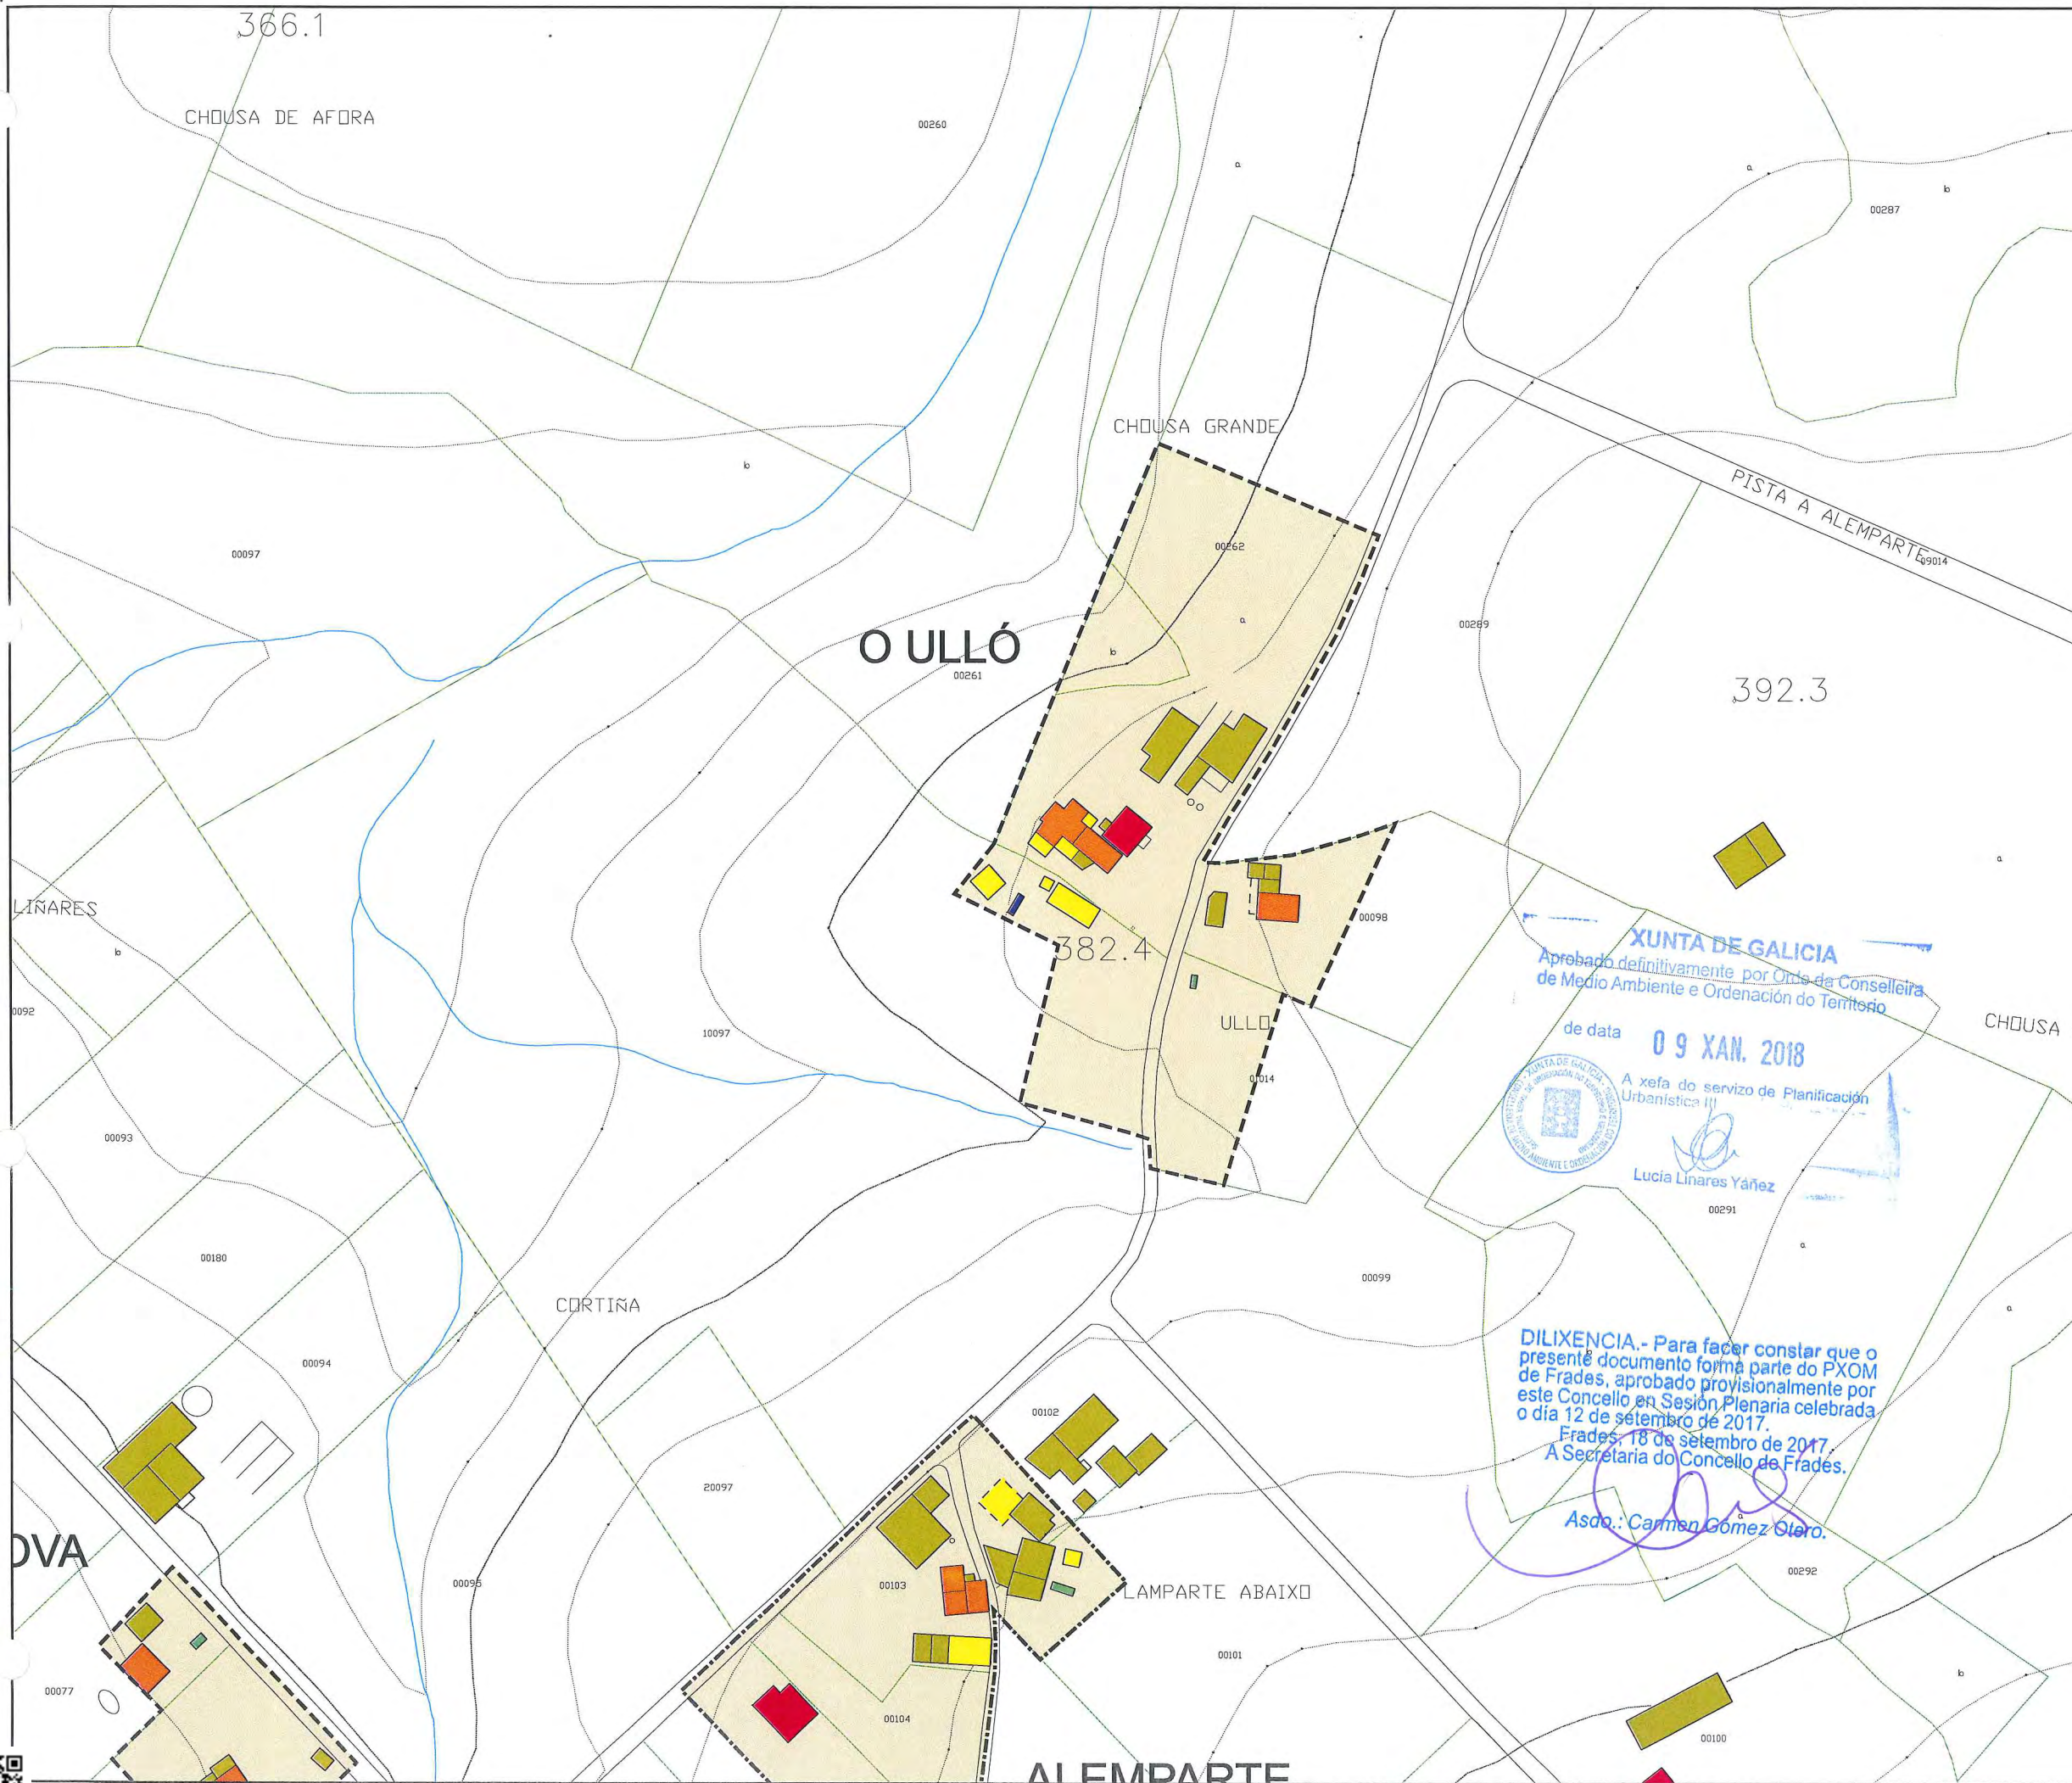 366.1
CHOUSA DE AFORA
00260
a
a
b
00287
CHOUSA GRANDE
b
PISTA A ALEMPARTE
09014
00097
00262
a
00289
O ULLÓ
b
00261
392.3
a
LIÑARES
b
00098
382.4
XUNTA DE GALICIA
Aprobado definitivamente por Orde da Conselleira
de Medio Ambiente e Ordenación do Territorio
de data 09 XAN. 2018
A xefa do servizo de Planificación
Urbanística III
Lucía Linares Yáñez
0092
10097
ULLO
CHOUSA
01014
00093
00291
a
00180
00099
CORTIÑA
a
00094
DILIXENCIA.- Para facer constar que o
presente documento forma parte do PXOM
de Frades, aprobado provisionalmente por
este Concello en Sesión Plenaria celebrada
o día 12 de setembro de 2017.
Frades, 18 de setembro de 2017.
A Secretaria do Concello de Frades.
Asdo.: Carmen Gómez Otero.
00102
20097
a
OVA
00095
00103
LAMPARTE ABAIXO
00292
00101
b
00077
00104
00100
ALEMPARTE